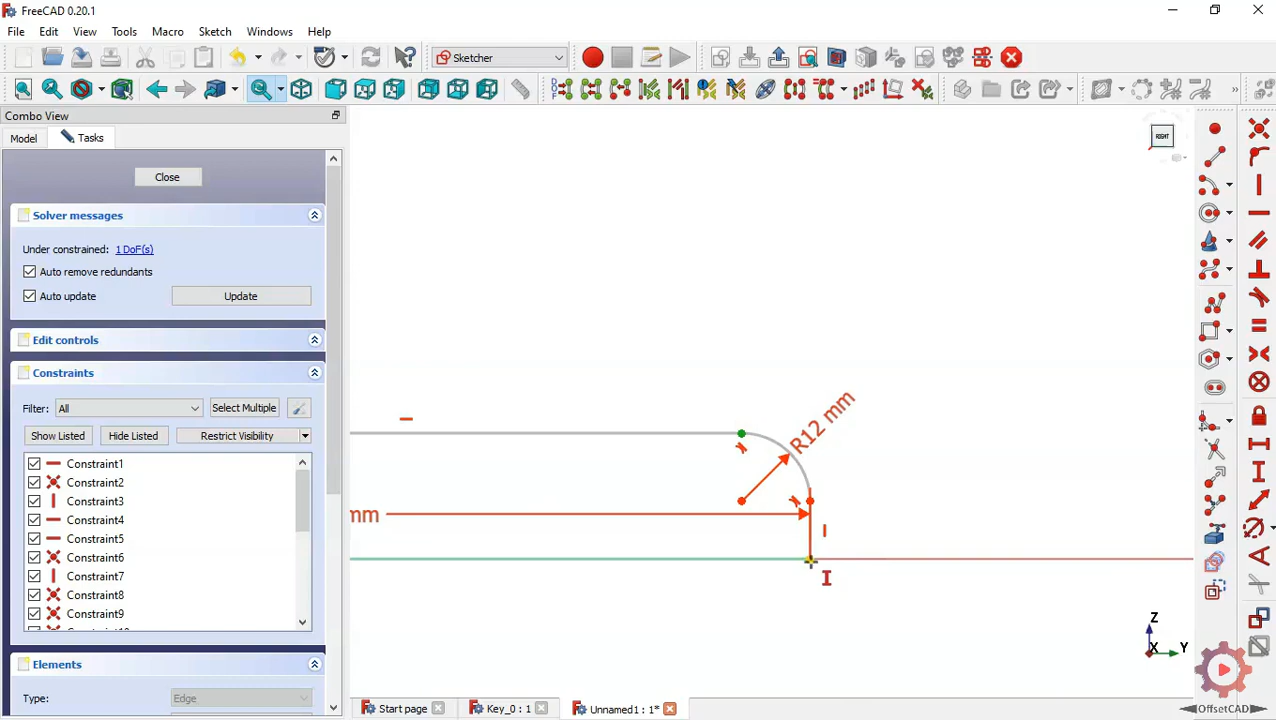 FreeCAD 0.20.1
File Edit View Tools Macro Sketch Windows Help
Sketcher
Combo View
Model Tasks
Close
Solver messages
Under constrained: 1 DoF(s)
Auto remove redundants
Auto update Update
Edit controls
Constraints
Filter: All Select Multiple
Show Listed Hide Listed Restrict Visibility
Constraint1
Constraint2
Constraint3
Constraint4
Constraint5
Constraint6
Constraint7
Constraint8
Constraint9
Elements
Type: Edge
RIGHT
R12 mm
mm
Z
X Y
Start page Key_0 : 1 Unnamed1 : 1*
OffsetCAD